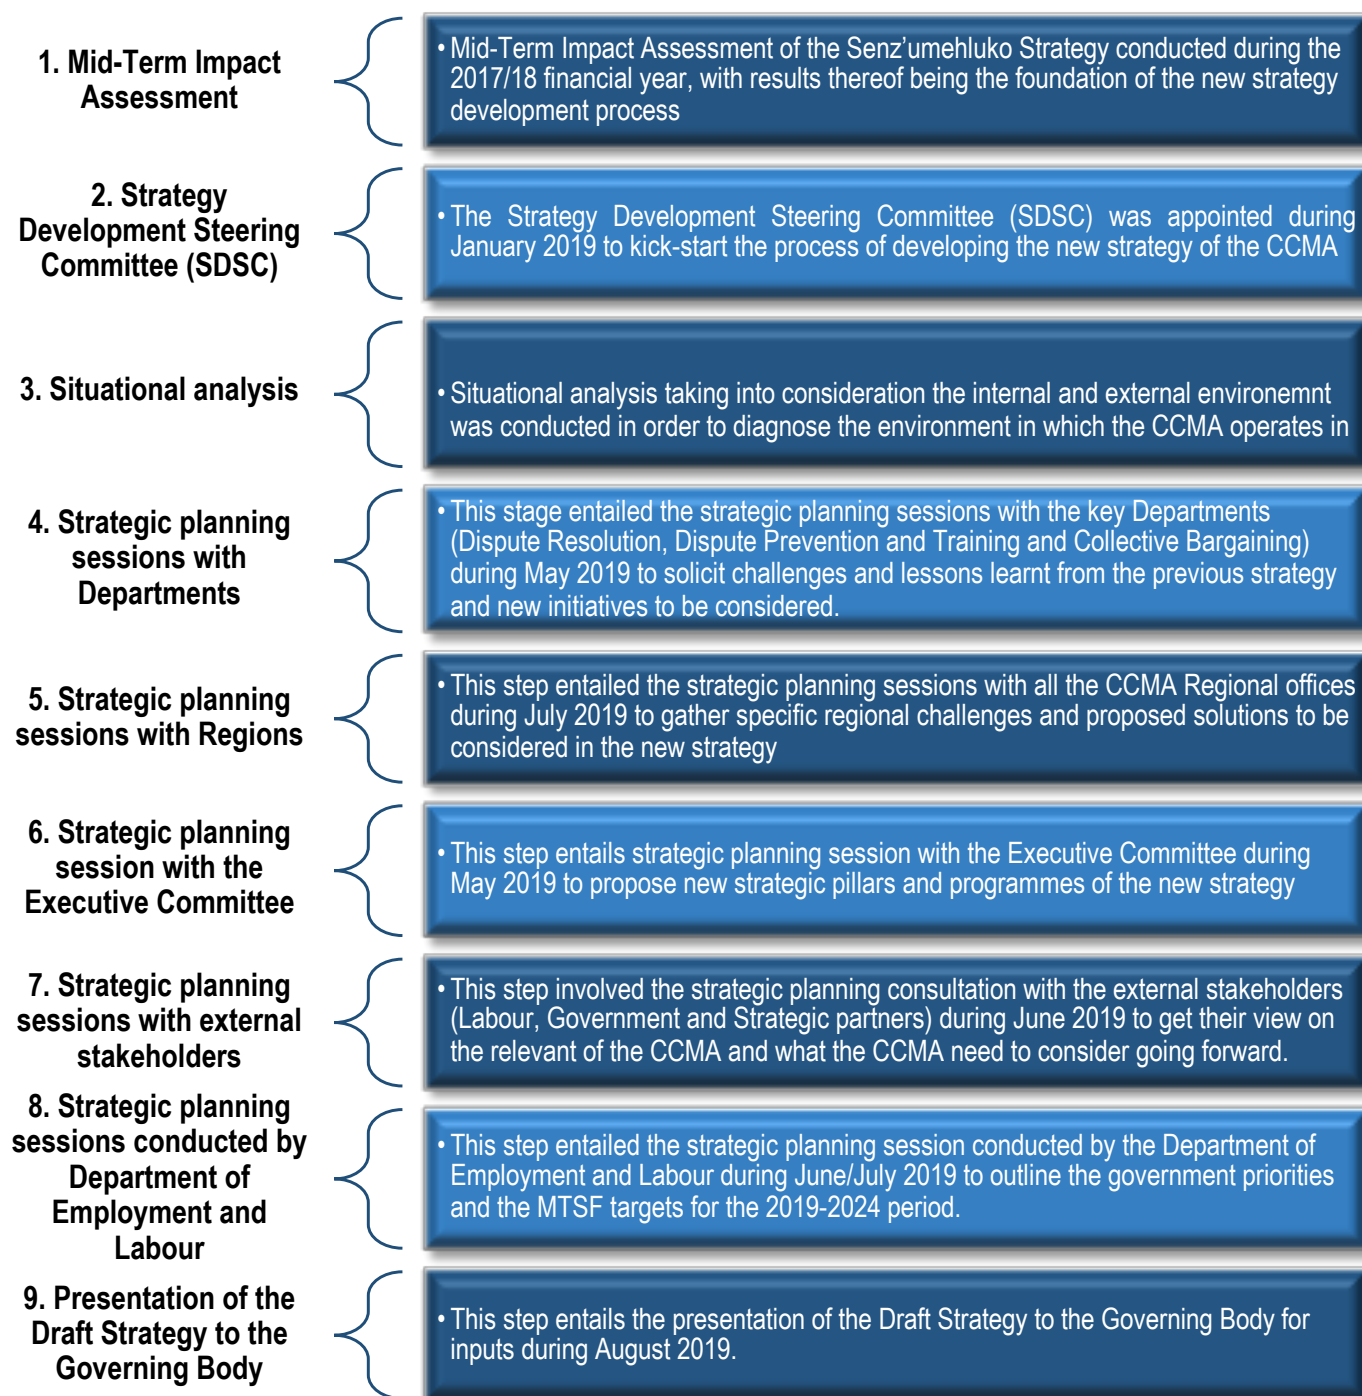 1. Mid-Term Impact
Assessment
• Mid-Term Impact Assessment of the Senz’umehluko Strategy conducted during the
2017/18 financial year, with results thereof being the foundation of the new strategy
development process
2. Strategy
Development Steering
Committee (SDSC)
• The Strategy Development Steering Committee (SDSC) was appointed during
January 2019 to kick-start the process of developing the new strategy of the CCMA
3. Situational analysis
• Situational analysis taking into consideration the internal and external environemnt
was conducted in order to diagnose the environment in which the CCMA operates in
4. Strategic planning
sessions with
Departments
• This stage entailed the strategic planning sessions with the key Departments
(Dispute Resolution, Dispute Prevention and Training and Collective Bargaining)
during May 2019 to solicit challenges and lessons learnt from the previous strategy
and new initiatives to be considered.
5. Strategic planning
sessions with Regions
• This step entailed the strategic planning sessions with all the CCMA Regional offices
during July 2019 to gather specific regional challenges and proposed solutions to be
considered in the new strategy
6. Strategic planning
session with the
Executive Committee
• This step entails strategic planning session with the Executive Committee during
May 2019 to propose new strategic pillars and programmes of the new strategy
7. Strategic planning
sessions with external
stakeholders
• This step involved the strategic planning consultation with the external stakeholders
(Labour, Government and Strategic partners) during June 2019 to get their view on
the relevant of the CCMA and what the CCMA need to consider going forward.
8. Strategic planning
sessions conducted by
Department of
Employment and
Labour
• This step entailed the strategic planning session conducted by the Department of
Employment and Labour during June/July 2019 to outline the government priorities
and the MTSF targets for the 2019-2024 period.
9. Presentation of the
Draft Strategy to the
Governing Body
• This step entails the presentation of the Draft Strategy to the Governing Body for
inputs during August 2019.